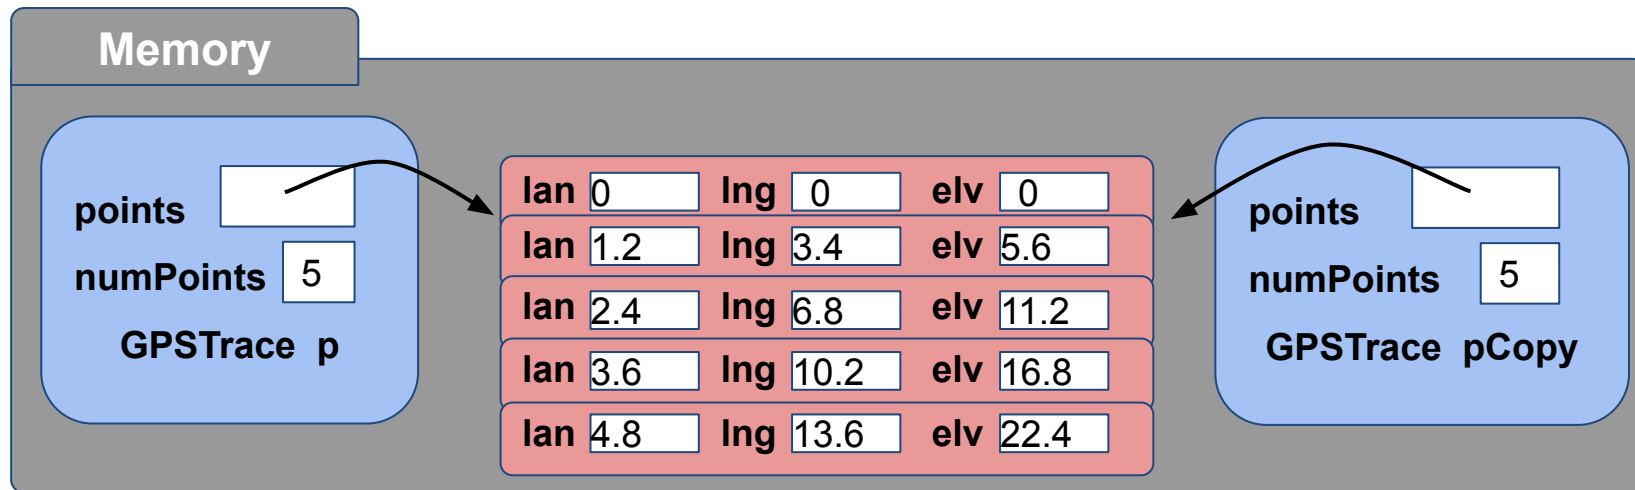 Memory
points
numPoints 5
GPSTrace p
lan 0 lng 0 elv 0
lan 1.2 lng 3.4 elv 5.6
lan 2.4 lng 6.8 elv 11.2
lan 3.6 lng 10.2 elv 16.8
lan 4.8 lng 13.6 elv 22.4
points
numPoints 5
GPSTrace pCopy